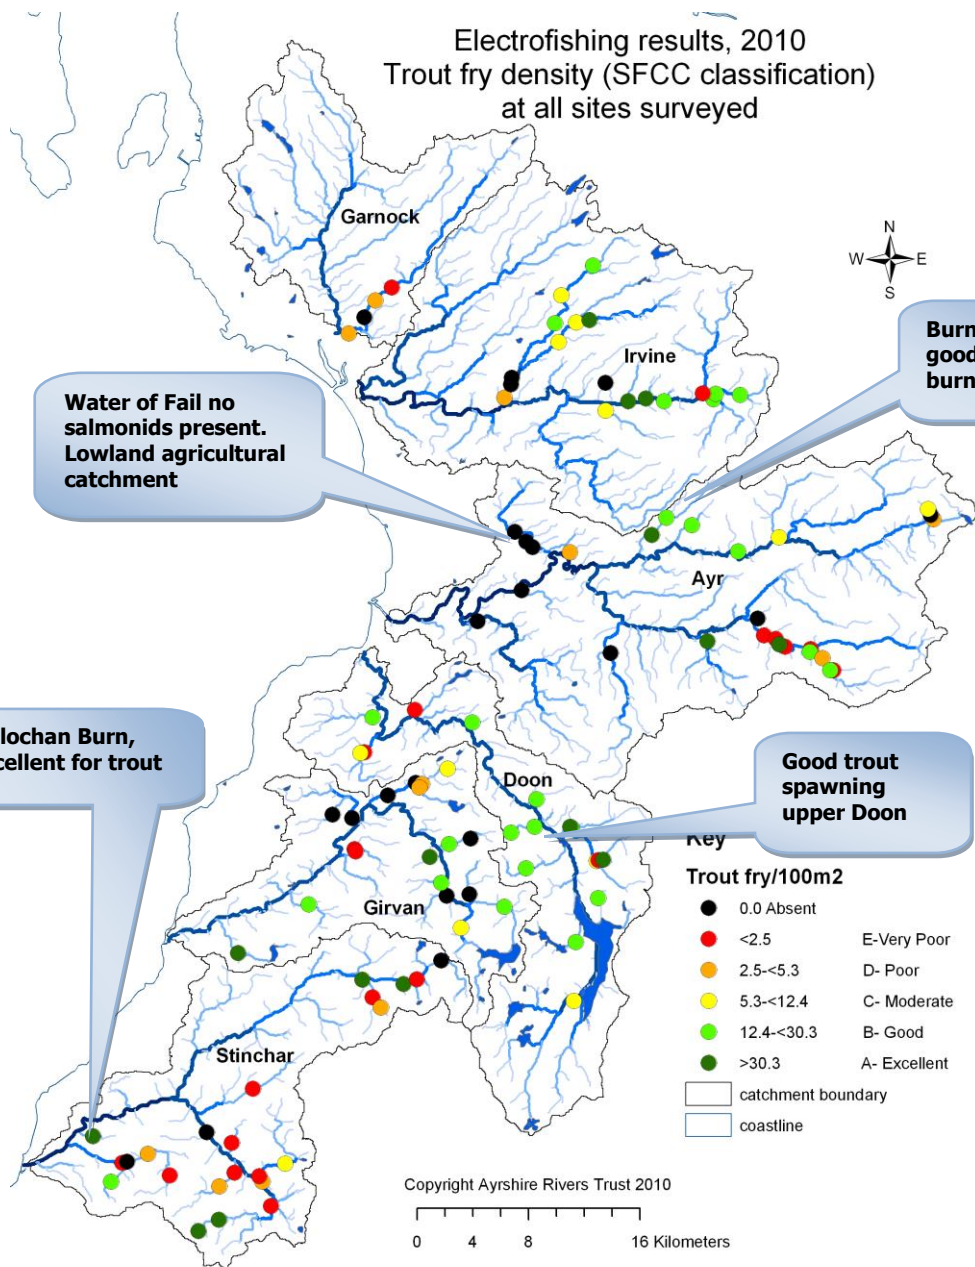 Electrofishing results, 2010
Trout fry density (SFCC classification)
at all sites surveyed
Garnock
N
W E
S
Burn
good
burn
Irvine
Water of Fail no
salmonids present.
Lowland agricultural
catchment
Ayr
lochan Burn,
cellent for trout
Doon
Good trout
spawning
upper Doon
Girvan
Key
Trout fry/100m2
0.0 Absent
<2.5 E-Very Poor
2.5-<5.3 D- Poor
5.3-<12.4 C- Moderate
12.4-<30.3 B- Good
>30.3 A- Excellent
catchment boundary
coastline
Stinchar
Copyright Ayrshire Rivers Trust 2010
0 4 8 16 Kilometers